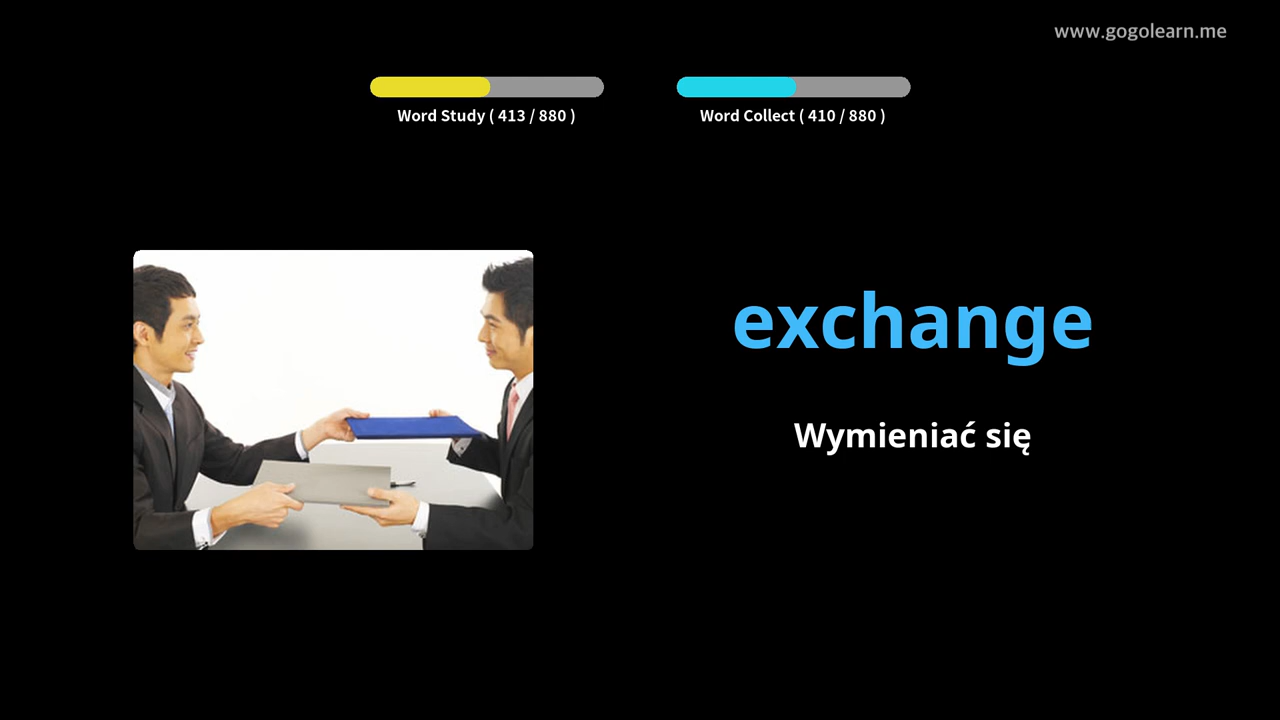 www.gogolearn.me
Word Study ( 413 / 880 )
Word Collect ( 410 / 880 )
exchange
Wymieniać się